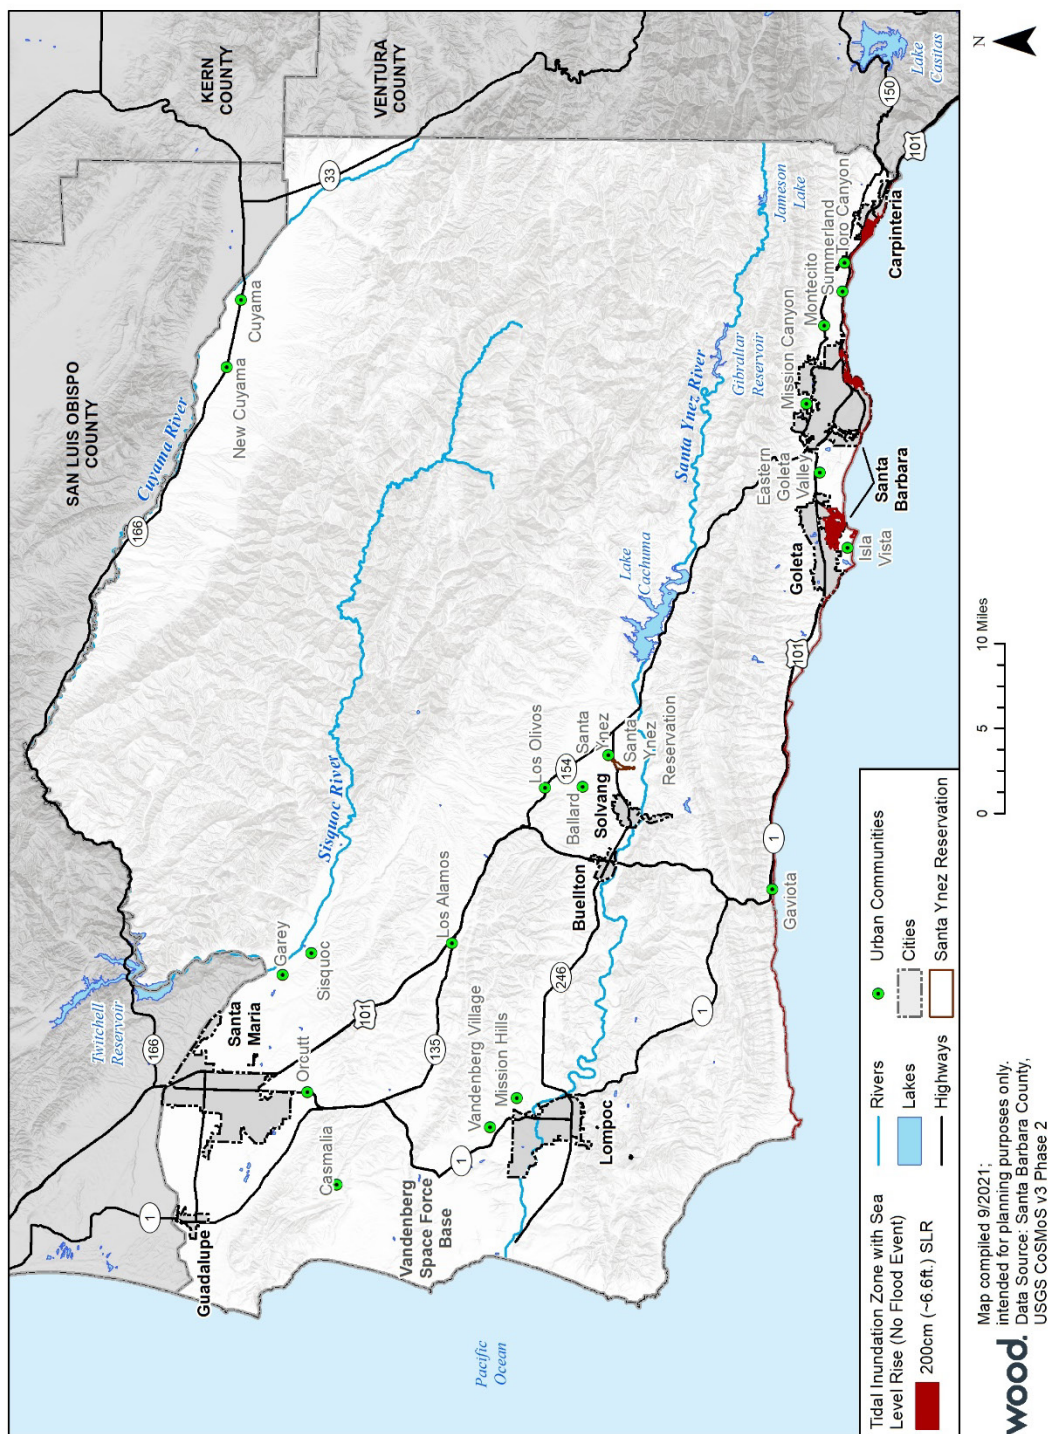 SAN LUIS OBISPO
COUNTY
KERN
COUNTY
VENTURA
COUNTY
Twitchell
Reservoir
Cuyama River
166
166
33
New Cuyama
Cuyama
1
Guadalupe
Santa
Maria
Orcutt
Garey
Sisquoc
Sisquoc River
Casmalia
101
135
Los Alamos
Vandenberg
Space Force
Base
1
Vandenberg Village
Mission Hills
Lompoc
246
1
Buellton
Solvang
Ballard
Los Olivos
154
Santa
Ynez
Santa
Ynez
Reservation
Lake
Cachuma
Santa Ynez River
Gibraltar
Reservoir
Jameson
Lake
Pacific
Ocean
Gaviota
1
101
Goleta
Isla
Vista
Eastern
Goleta
Valley
Santa
Barbara
Mission Canyon
Montecito
Summerland
Toro Canyon
Carpinteria
101
150
Lake
Casitas
N
Tidal Inundation Zone with Sea
Level Rise (No Flood Event)
200cm (~6.6ft.) SLR
Rivers
Lakes
Highways
Urban Communities
Cities
Santa Ynez Reservation
0 5 10 Miles
wood.
Map compiled 9/2021;
intended for planning purposes only.
Data Source: Santa Barbara County,
USGS CoSMoS v3 Phase 2